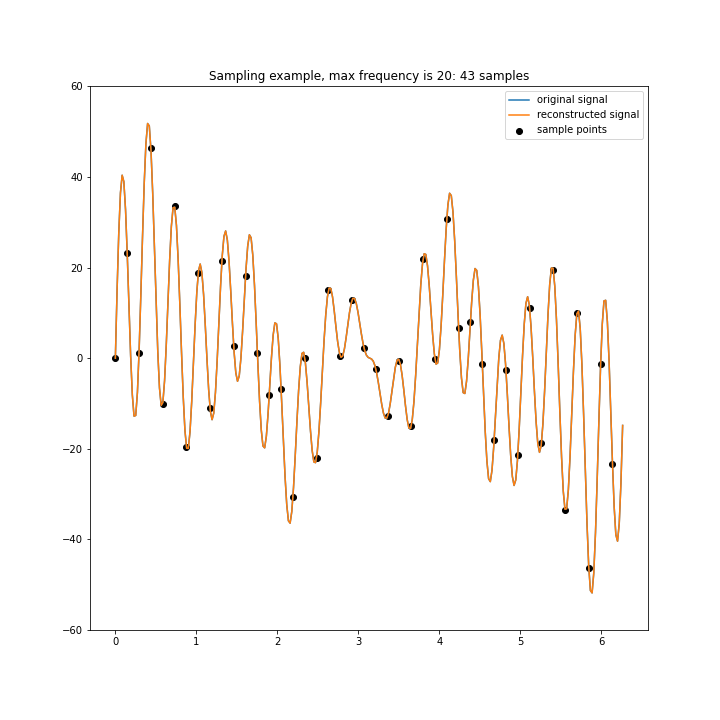 Sampling example, max frequency is 20: 43 samples
original signal
reconstructed signal
sample points
60
40
20
0
−20
−40
−60
0 1 2 3 4 5 6